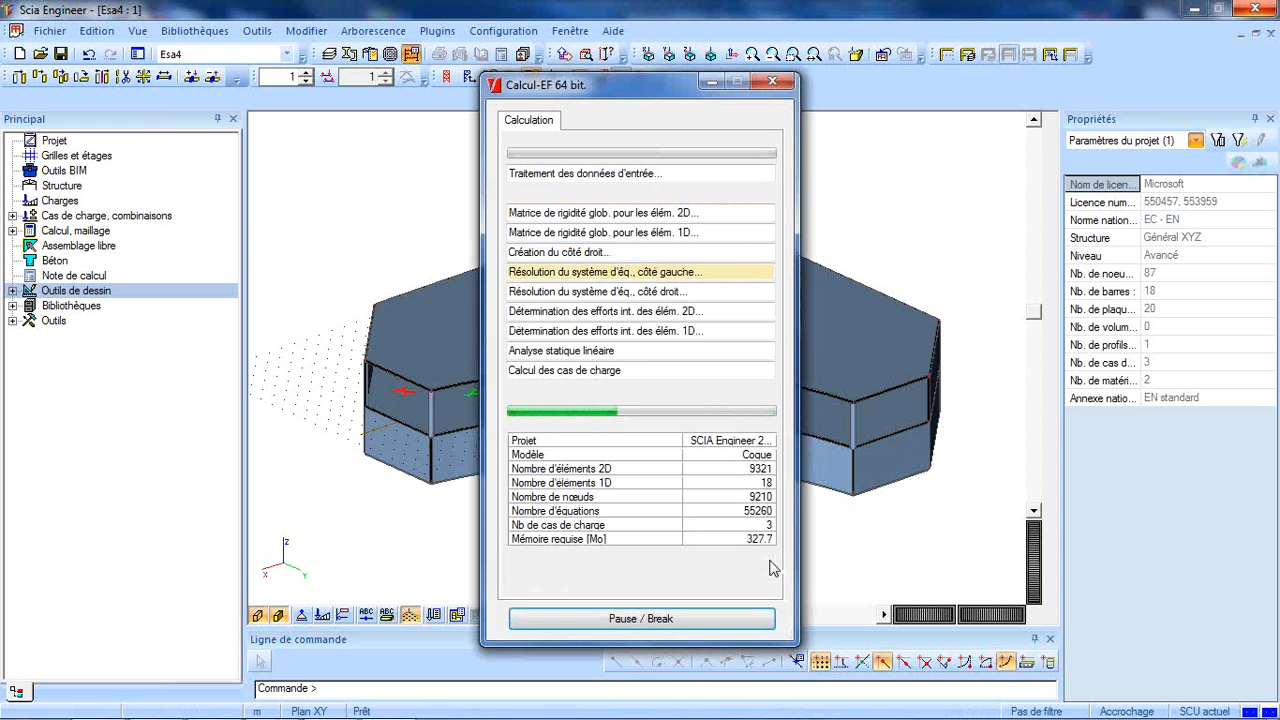 Scia Engineer - [Esa4 : 1]
Fichier Edition Vue Bibliothèques Outils Modifier Arborescence Plugins Configuration Fenêtre Aide
Esa4
1 1
Principal
Projet
Grilles et étages
Outils BIM
Structure
Charges
Cas de charge, combinaisons
Calcul, maillage
Assemblage libre
Béton
Note de calcul
Outils de dessin
Bibliothèques
Outils
Calcul-EF 64 bit.
Calculation
Traitement des données d'entrée...
Matrice de rigidité glob. pour les élém. 2D...
Matrice de rigidité glob. pour les élém. 1D...
Création du côté droit...
Résolution du système d'éq., côté gauche...
Résolution du système d'éq., côté droit...
Détermination des efforts int. des élém. 2D...
Détermination des efforts int. des élém. 1D...
Analyse statique linéaire
Calcul des cas de charge
Projet SCIA Engineer 2...
Modèle Coque
Nombre d'éléments 2D 9321
Nombre d'éléments 1D 18
Nombre de nœuds 9210
Nombre d'équations 55260
Nb de cas de charge 3
Mémoire requise [Mo] 327.7
Pause / Break
Propriétés
Paramètres du projet (1)
Nom de licen... Microsoft
Licence num... 550457, 553959
Nome nation... EC - EN
Structure Général XYZ
Niveau Avancé
Nb. de noeu... 87
Nb. de barres : 18
Nb. de plaqu... 20
Nb. de volum... 0
Nb. de profils... 1
Nb. de cas d... 3
Nb. de matéri... 2
Annexe natio... EN standard
Z
X
Y
ABC
ABC
Ligne de commande
Commande >
m Plan XY Prêt Pas de filtre Accrochage SCU actuel